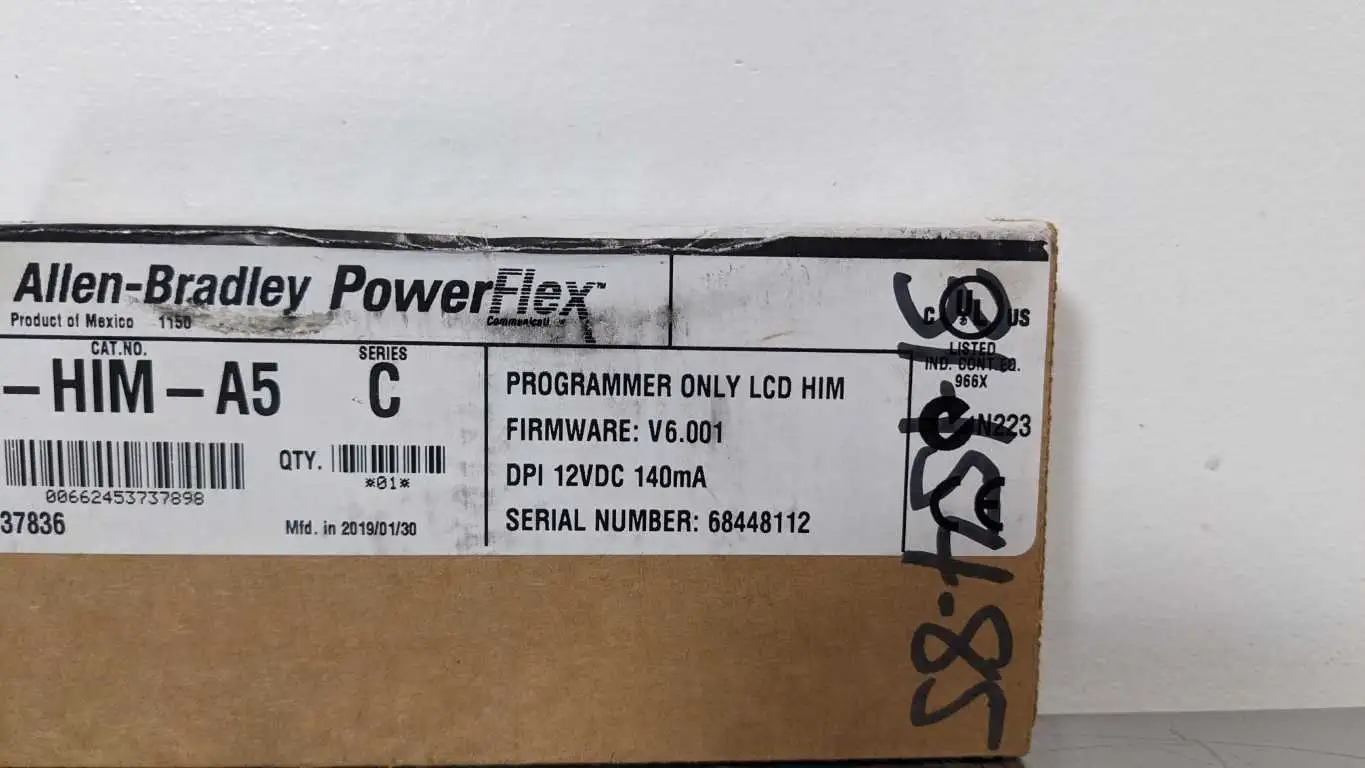 Allen-Bradley PowerFlex™
Product of Mexico 1150
CAT.NO.
SERIES
-HIM-A5 C
00662453737898
QTY.
*01*
37836
Mfd. in 2019/01/30
PROGRAMMER ONLY LCD HIM
FIRMWARE: V6.001
DPI 12VDC 140mA
SERIAL NUMBER: 68448112
C UL US
LISTED
IND. CONT.EQ.
966X
N223